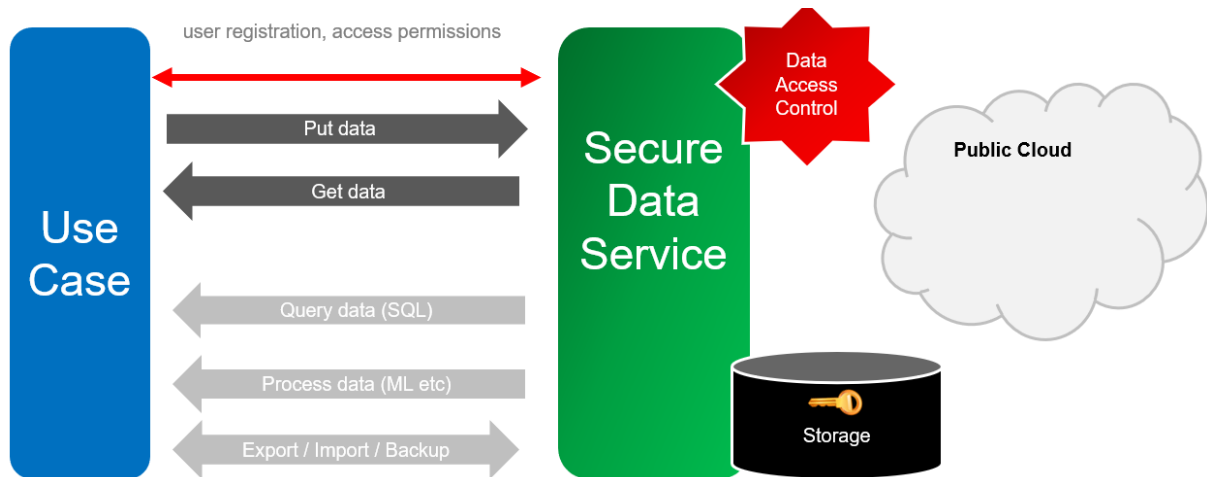 user registration, access permissions
Put data
Get data
Use
Case
Query data (SQL)
Process data (ML etc)
Export / Import / Backup
Secure
Data
Service
Data
Access
Control
Public Cloud
Storage